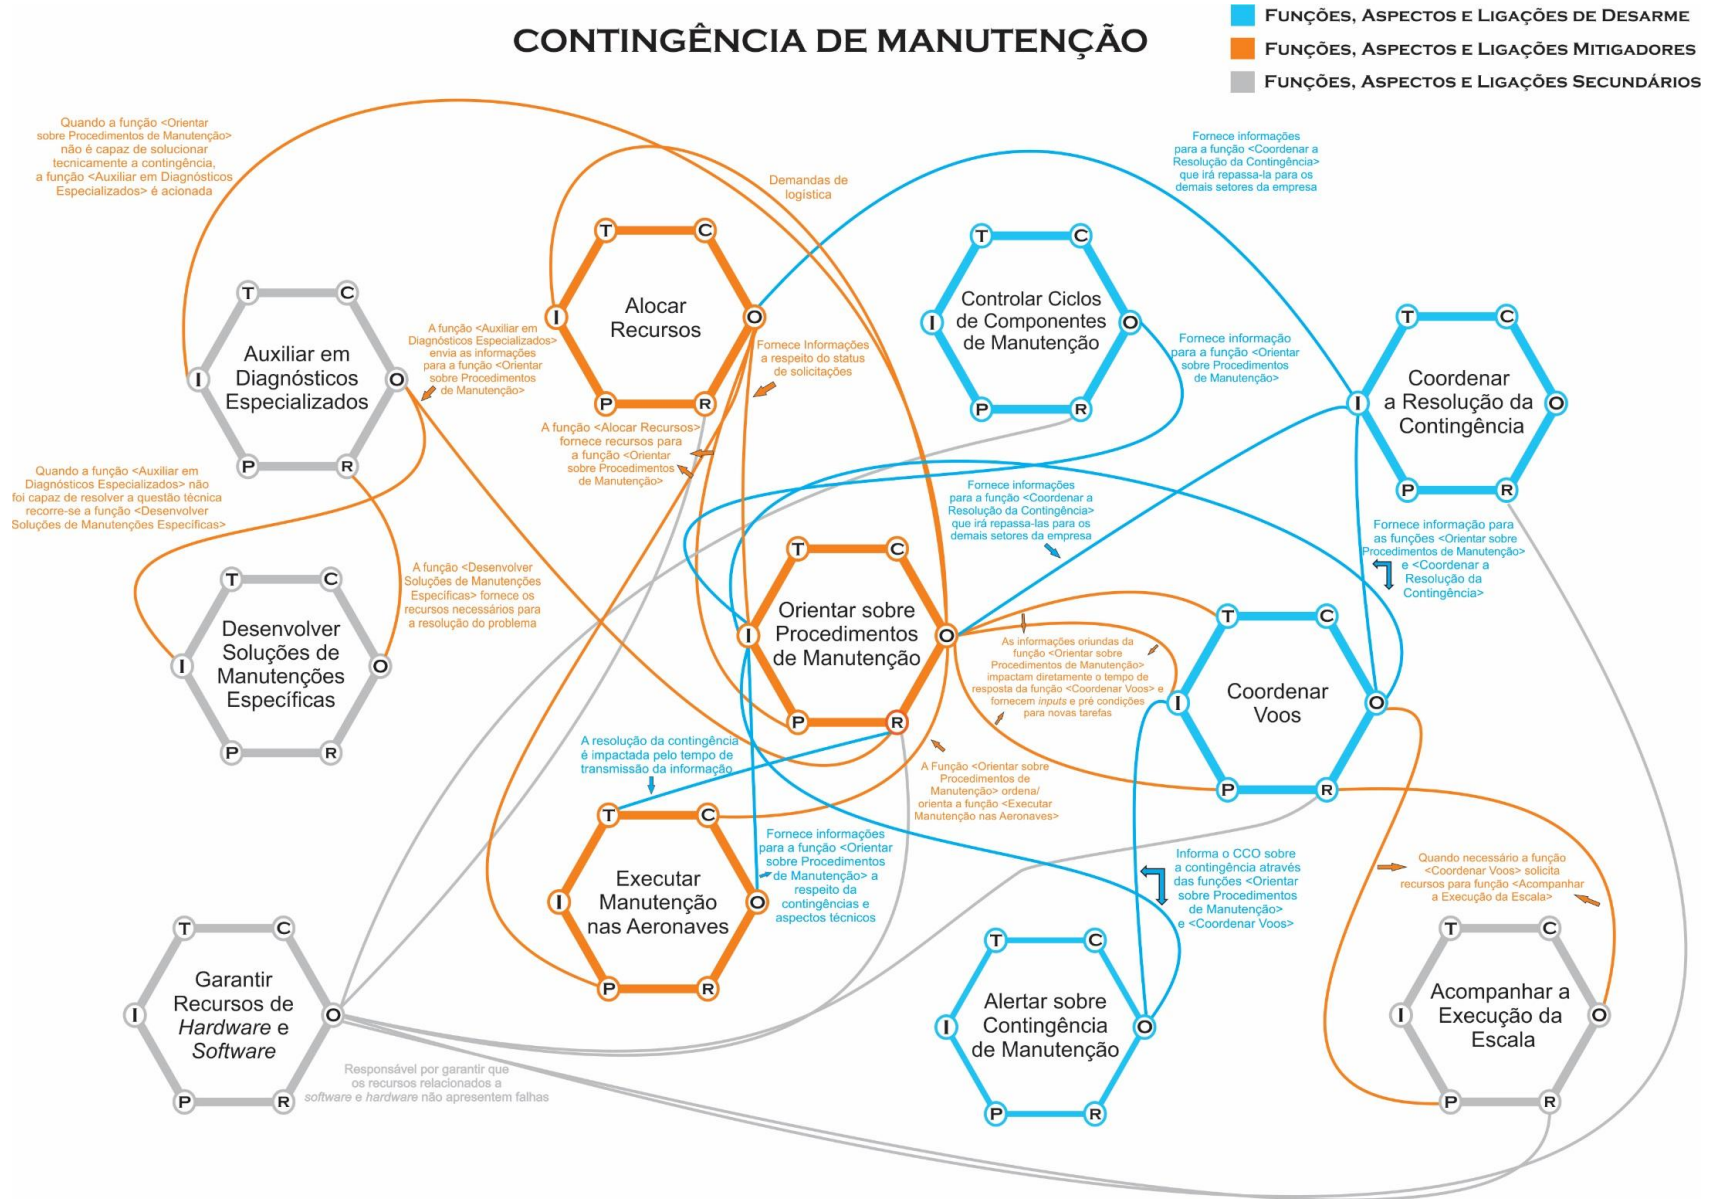 CONTINGÊNCIA DE MANUTENÇÃO
FUNÇÕES, ASPECTOS E LIGAÇÕES DE DESARME
FUNÇÕES, ASPECTOS E LIGAÇÕES MITIGADORES
FUNÇÕES, ASPECTOS E LIGAÇÕES SECUNDÁRIOS
Quando a função <Orientar
sobre Procedimentos de Manutenção>
não é capaz de solucionar
tecnicamente a contingência,
a função <Auxiliar em Diagnósticos
Especializados> é acionada
Demandas de
logística
Fornece informações
para a função <Coordenar a
Resolução da Contingência>
que irá repassa-la para os
demais setores da empresa
T
C
I
Alocar
Recursos
O
P
R
T
C
I
Controlar Ciclos
de Componentes
de Manutenção
O
P
R
T
C
I
Auxiliar em
Diagnósticos
Especializados
O
P
R
T
C
I
Coordenar
a Resolução da
Contingência
O
P
R
A função <Auxiliar em
Diagnósticos Especializados>
envia as informações
para a função <Orientar
sobre Procedimentos
de Manutenção>
Fornece Informações
a respeito do status
de solicitações
Fornece informação
para a função <Orientar
sobre Procedimentos
de Manutenção>
A função <Alocar Recursos>
fornece recursos para
a função <Orientar
sobre Procedimentos
de Manutenção>
Quando a função <Auxiliar em
Diagnósticos Especializados> não
foi capaz de resolver a questão técnica
recorre-se a função <Desenvolver
Soluções de Manutenções Específicas>
Fornece informações
para a função <Coordenar a
Resolução da Contingência>
que irá repassa-las para os
demais setores da empresa
Fornece informação para
as funções <Orientar sobre
Procedimentos de Manutenção>
e <Coordenar a
Resolução da
Contingência>
A função <Desenvolver
Soluções de Manutenções
Específicas> fornece os
recursos necessários para
a resolução do problema
T
C
I
Desenvolver
Soluções de
Manutenções
Específicas
O
P
R
T
C
I
Orientar sobre
Procedimentos
de Manutenção
O
P
R
As informações oriundas da
função <Orientar sobre
Procedimentos de Manutenção>
impactam diretamente o tempo de
resposta da função <Coordenar Voos> e
fornecem inputs e pré condições
para novas tarefas
T
C
I
Coordenar
Voos
O
P
R
A resolução da contingência
é impactada pelo tempo de
transmissão da informação
A Função <Orientar sobre
Procedimentos de
Manutenção> ordena/
orienta a função <Executar
Manutenção nas Aeronaves>
T
C
I
Executar
Manutenção
nas Aeronaves
O
P
R
Fornece informações
para a função <Orientar
sobre Procedimentos
de Manutenção> a
respeito da
contingências e
aspectos técnicos
Informa o CCO sobre
a contingência através
das funções <Orientar
sobre Procedimentos
de Manutenção>
e <Coordenar Voos>
Quando necessário a função
<Coordenar Voos> solicita
recursos para função <Acompanhar
a Execução da Escala>
T
C
I
Garantir
Recursos de
Hardware e
Software
O
P
R
Responsável por garantir que
os recursos relacionados a
software e hardware não apresentem falhas
T
C
I
Alertar sobre
Contingência
de Manutenção
O
P
R
T
C
I
Acompanhar a
Execução da
Escala
O
P
R